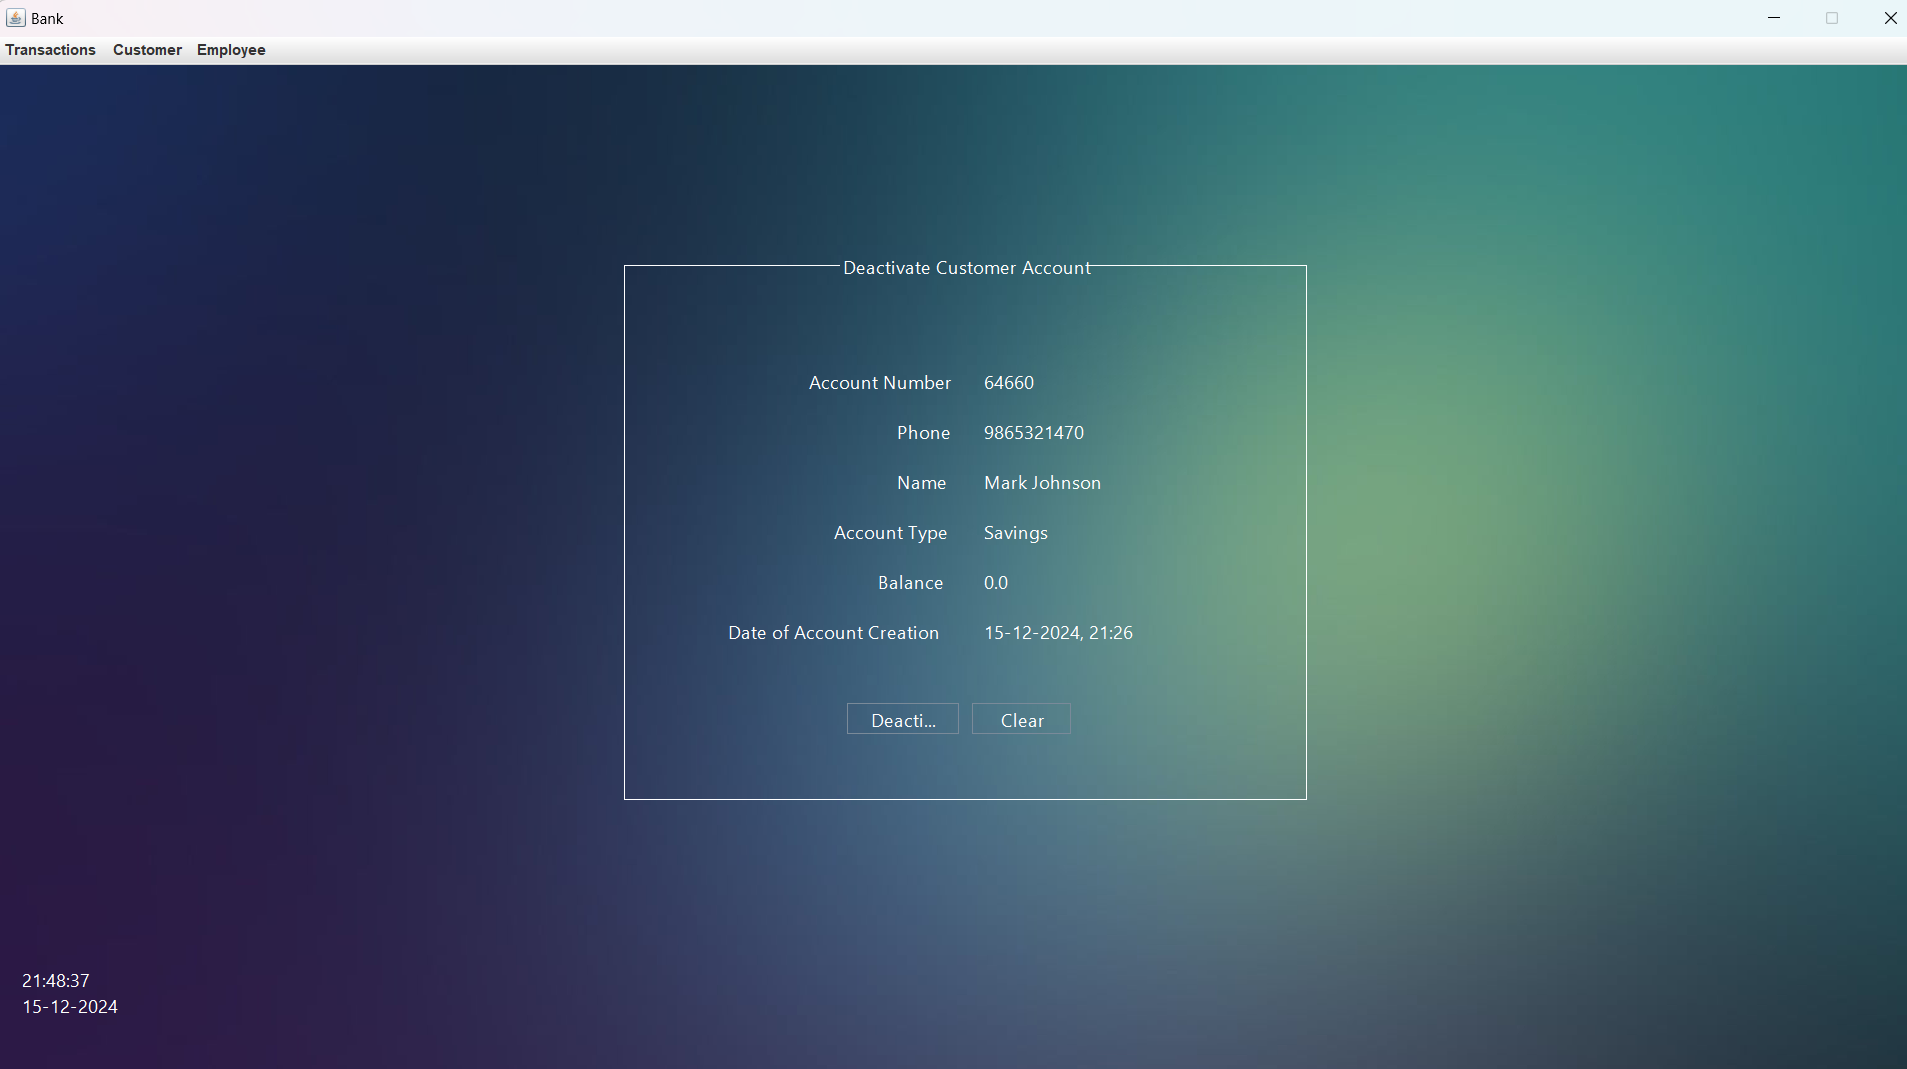 Bank
Transactions Customer Employee
Deactivate Customer Account
Account Number 64660
Phone 9865321470
Name Mark Johnson
Account Type Savings
Balance 0.0
Date of Account Creation 15-12-2024, 21:26
Deacti... Clear
21:48:37
15-12-2024